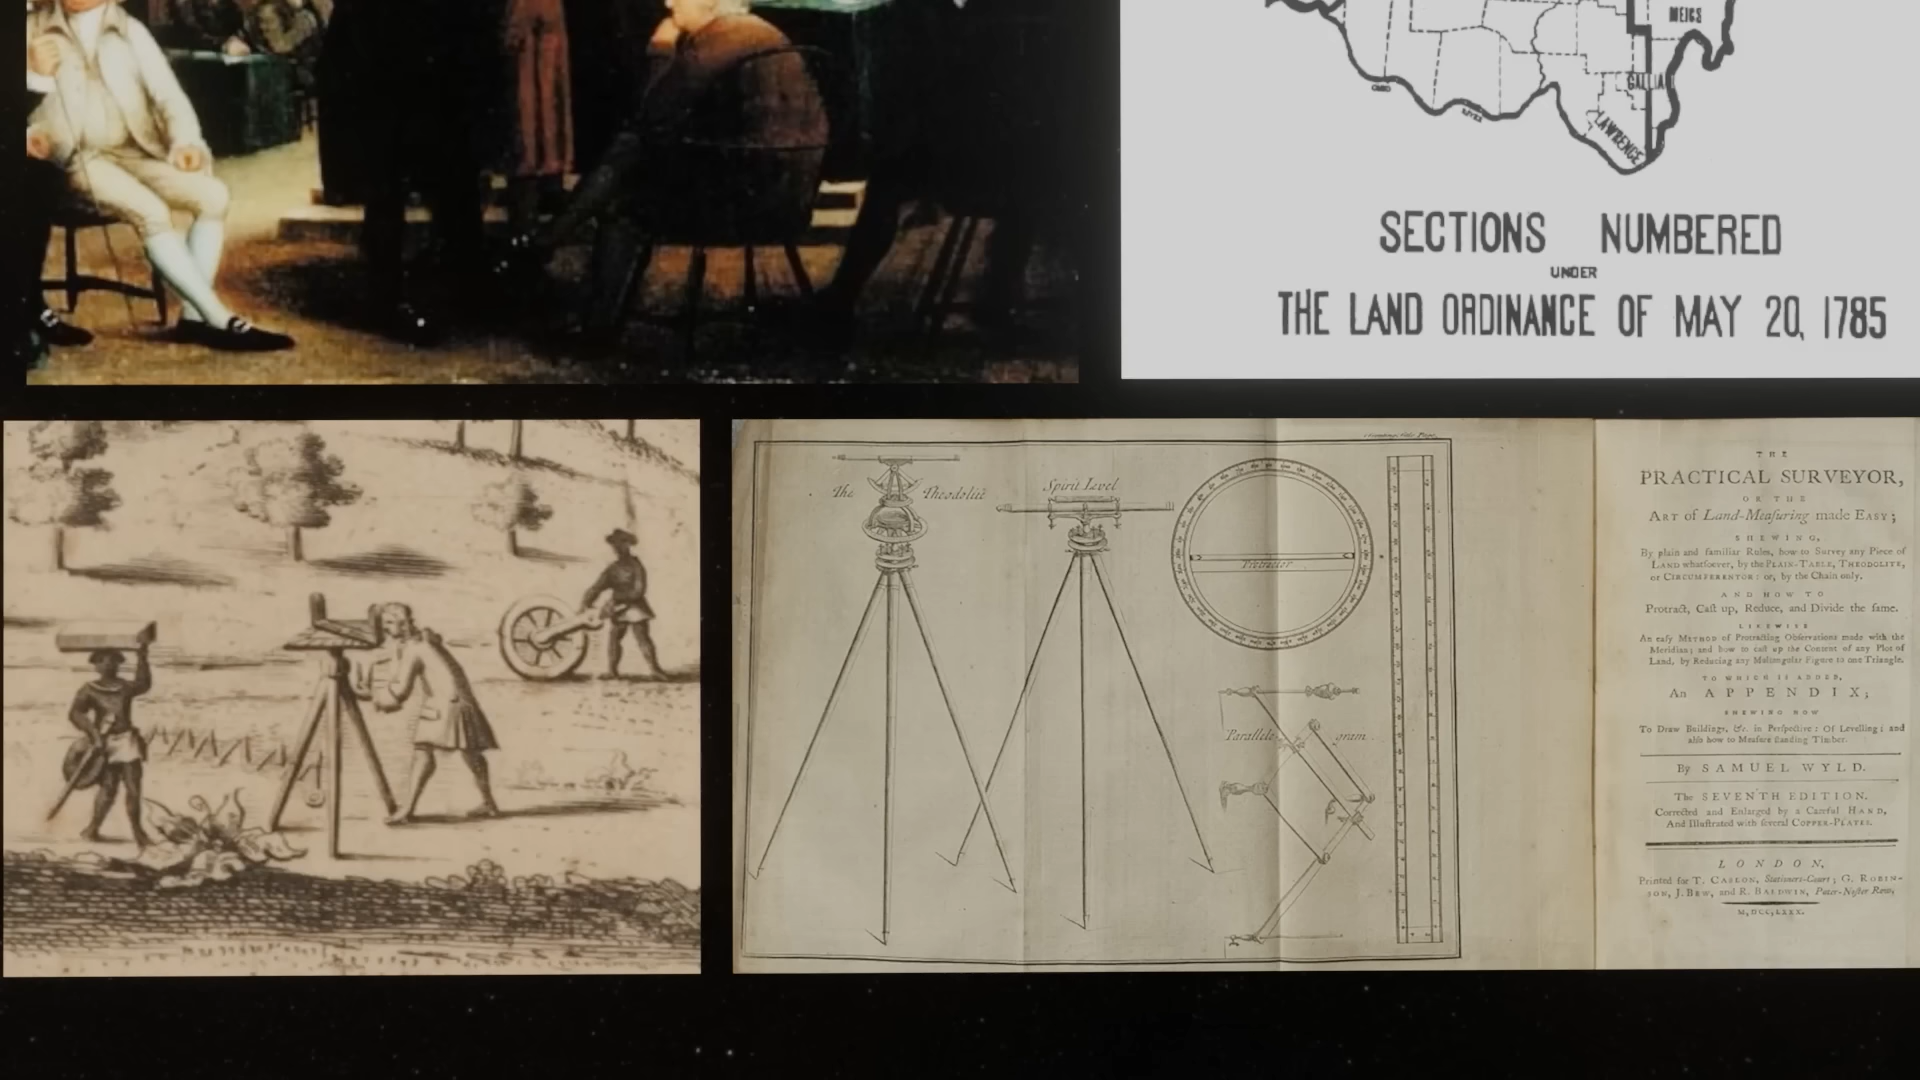 MEIGS
GALLIA
LAWRENCE
OHIO
RIVER
SECTIONS NUMBERED
UNDER
THE LAND ORDINANCE OF MAY 20, 1785
The Theodolite
Spirit Level
Protractor
Parallelogram
THE
PRACTICAL SURVEYOR,
OR THE
ART of Land-Meaſuring made EASY;
SHEWING,
By plain and familiar Rules, how to Survey any Piece of
LAND whatſoever, by the PLAIN-TABLE, THEODOLITE,
or CIRCUMFERENTOR: or, by the Chain only.
AND HOW TO
Protract, Caſt up, Reduce, and Divide the ſame.
LIKEWISE
An eaſy METHOD of Protracting Obſervations made with the
Meridian; and how to caſt up the Content of any Plot of
Land, by Reducing any Multangular Figure to one Triangle.
TO WHICH IS ADDED,
An APPENDIX;
SHEWING HOW
To Draw Buildings, &c. in Perſpective: Of Levelling; and
alſo how to Meaſure ſtanding Timber.
By SAMUEL WYLD.
The SEVENTH EDITION.
Corrected and Enlarged by a Careful HAND,
And Illuſtrated with ſeveral COPPER-PLATES.
LONDON,
Printed for T. CASLON, Stationers-Court; G. ROBIN-
SON, J. BEW, and R. BALDWIN, Pater-Noſter Row,
M,DCC,LXXX.